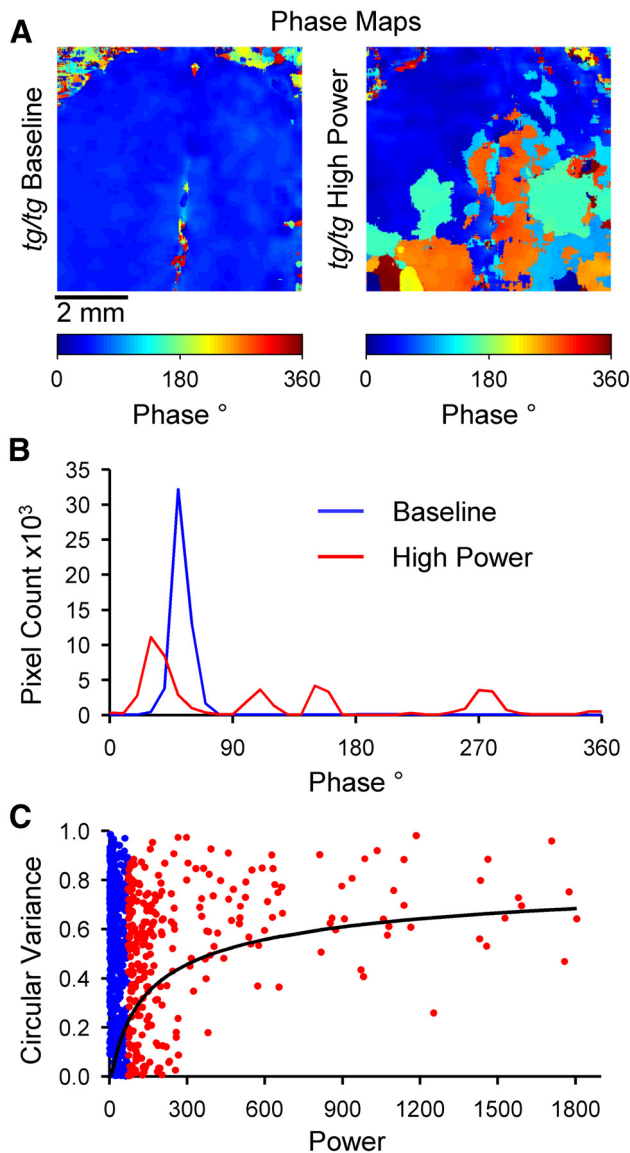 A
Phase Maps
tg/tg Baseline
tg/tg High Power
2 mm
0 180 360
Phase °
0 180 360
Phase °
B
35
30
25
20
15
10
5
0
Pixel Count x10³
Baseline
High Power
0 90 180 270 360
Phase °
C
1.0
0.8
0.6
0.4
0.2
0.0
Circular Variance
0 300 600 900 1200 1500 1800
Power